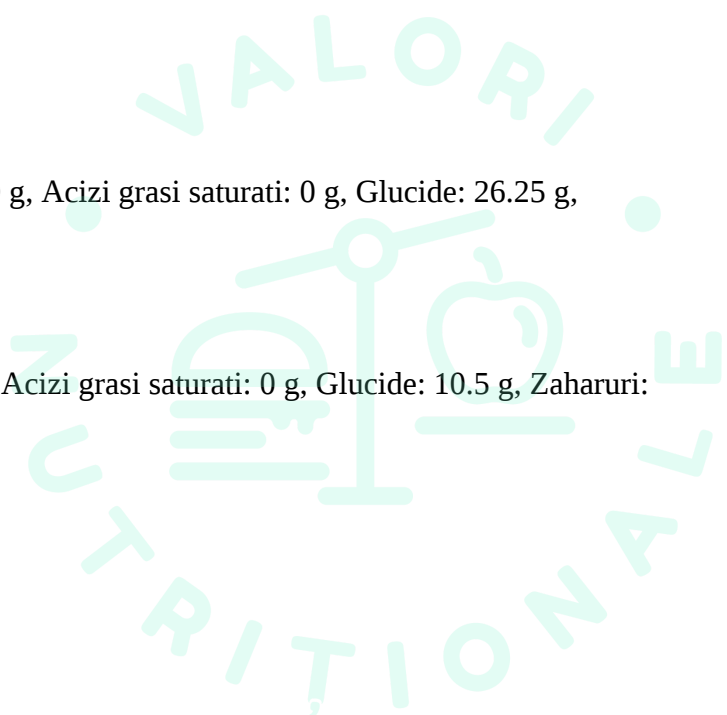 VALORI
g, Acizi grasi saturati: 0 g, Glucide: 26.25 g,
Acizi grasi saturati: 0 g, Glucide: 10.5 g, Zaharuri:
NUTRITIONALE